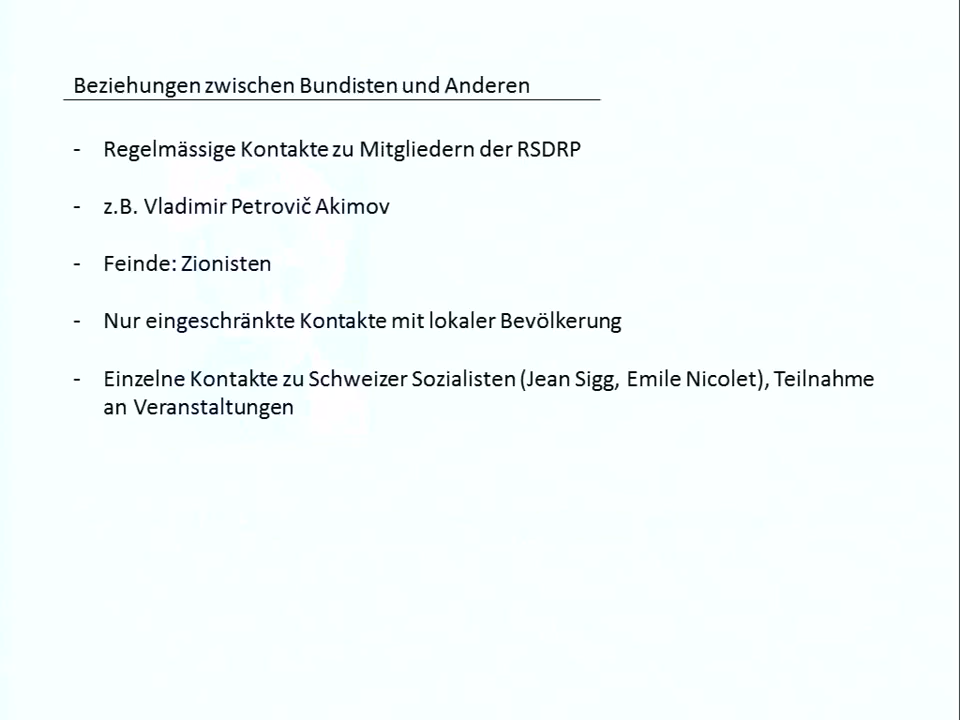 Beziehungen zwischen Bundisten und Anderen
- Regelmässige Kontakte zu Mitgliedern der RSDRP
- z.B. Vladimir Petrovič Akimov
- Feinde: Zionisten
- Nur eingeschränkte Kontakte mit lokaler Bevölkerung
- Einzelne Kontakte zu Schweizer Sozialisten (Jean Sigg, Emile Nicolet), Teilnahme
an Veranstaltungen